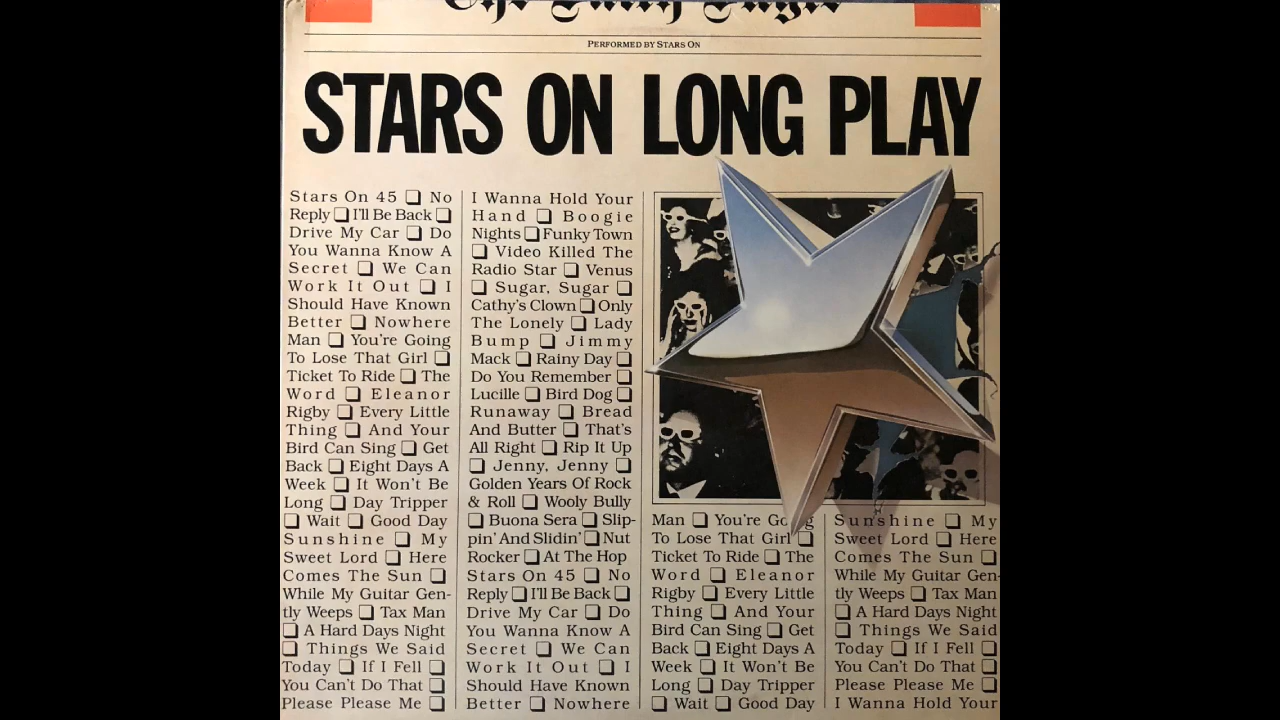 PERFORMED BY STARS ON
STARS ON LONG PLAY
Stars On 45 ❏ No
Reply ❏ I'll Be Back ❏
Drive My Car ❏ Do
You Wanna Know A
Secret ❏ We Can
Work It Out ❏ I
Should Have Known
Better ❏ Nowhere
Man ❏ You're Going
To Lose That Girl ❏
Ticket To Ride ❏ The
Word ❏ Eleanor
Rigby ❏ Every Little
Thing ❏ And Your
Bird Can Sing ❏ Get
Back ❏ Eight Days A
Week ❏ It Won't Be
Long ❏ Day Tripper
❏ Wait ❏ Good Day
Sunshine ❏ My
Sweet Lord ❏ Here
Comes The Sun ❏
While My Guitar Gen-
tly Weeps ❏ Tax Man
❏ A Hard Days Night
❏ Things We Said
Today ❏ If I Fell ❏
You Can't Do That ❏
Please Please Me ❏
I Wanna Hold Your
Hand ❏ Boogie
Nights ❏ Funky Town
❏ Video Killed The
Radio Star ❏ Venus
❏ Sugar, Sugar ❏
Cathy's Clown ❏ Only
The Lonely ❏ Lady
Bump ❏ Jimmy
Mack ❏ Rainy Day ❏
Do You Remember ❏
Lucille ❏ Bird Dog ❏
Runaway ❏ Bread
And Butter ❏ That's
All Right ❏ Rip It Up
❏ Jenny, Jenny ❏
Golden Years Of Rock
& Roll ❏ Wooly Bully
❏ Buona Sera ❏ Slip-
pin' And Slidin' ❏ Nut
Rocker ❏ At The Hop
Stars On 45 ❏ No
Reply ❏ I'll Be Back ❏
Drive My Car ❏ Do
You Wanna Know A
Secret ❏ We Can
Work It Out ❏ I
Should Have Known
Better ❏ Nowhere
Man ❏ You're Going
To Lose That Girl ❏
Ticket To Ride ❏ The
Word ❏ Eleanor
Rigby ❏ Every Little
Thing ❏ And Your
Bird Can Sing ❏ Get
Back ❏ Eight Days A
Week ❏ It Won't Be
Long ❏ Day Tripper
❏ Wait ❏ Good Day
Sunshine ❏ My
Sweet Lord ❏ Here
Comes The Sun ❏
While My Guitar Gen-
tly Weeps ❏ Tax Man
❏ A Hard Days Night
❏ Things We Said
Today ❏ If I Fell ❏
You Can't Do That ❏
Please Please Me ❏
I Wanna Hold Your